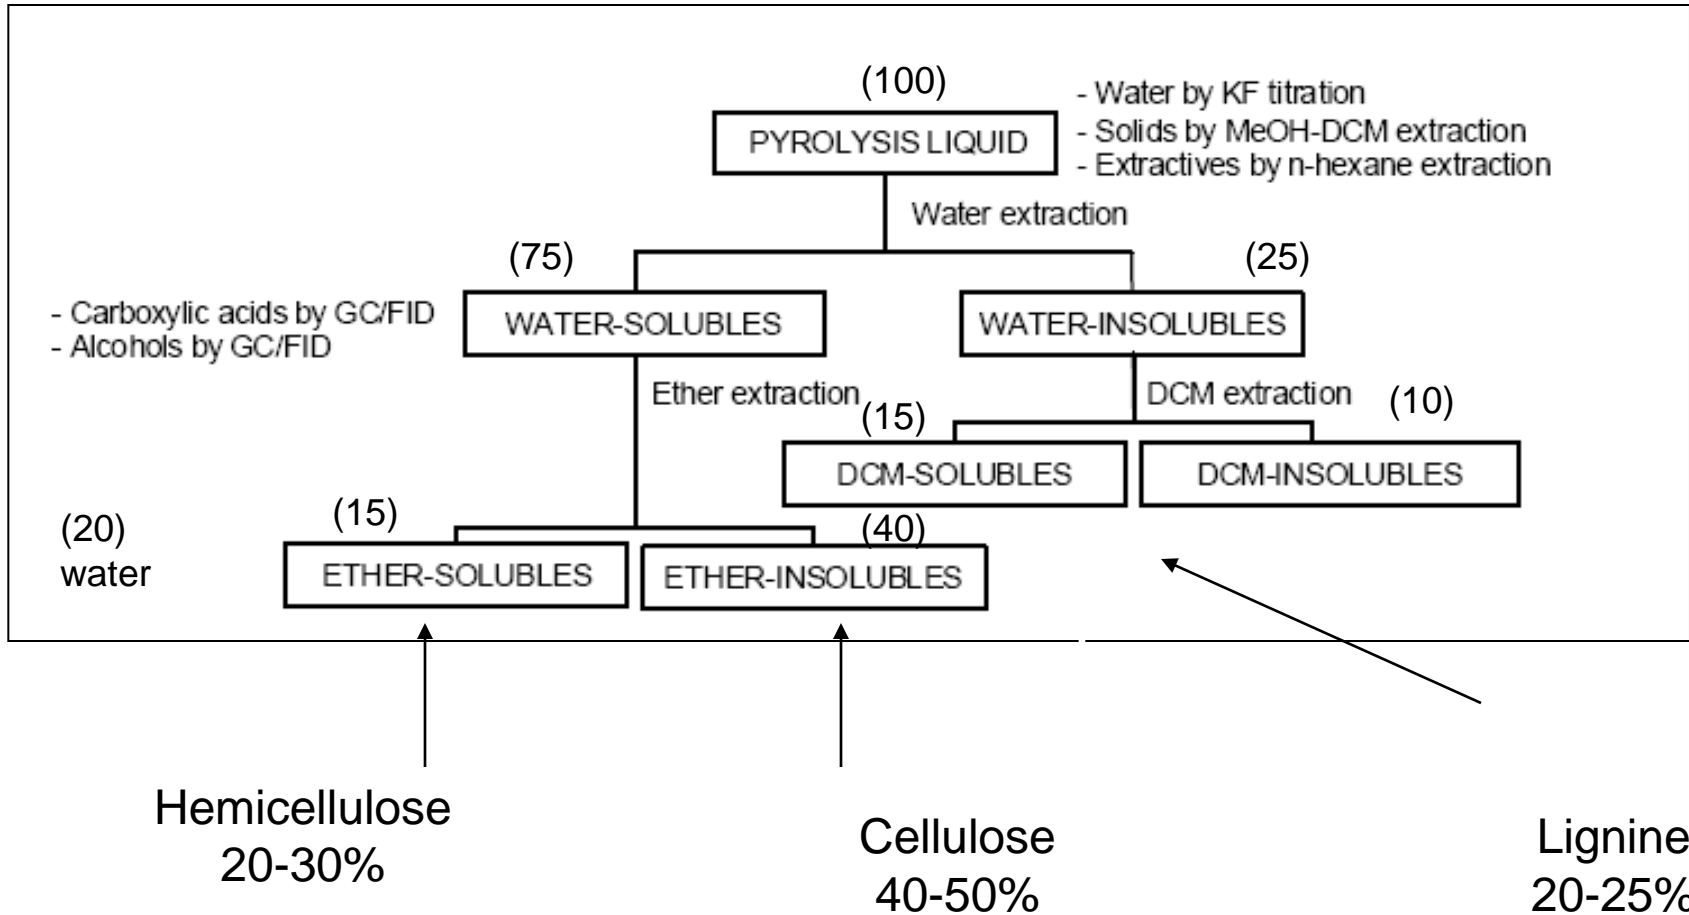 (100)
PYROLYSIS LIQUID
- Water by KF titration
- Solids by MeOH-DCM extraction
- Extractives by n-hexane extraction
Water extraction
(75)
(25)
- Carboxylic acids by GC/FID
- Alcohols by GC/FID
WATER-SOLUBLES
WATER-INSOLUBLES
Ether extraction
DCM extraction
(15)
(10)
DCM-SOLUBLES
DCM-INSOLUBLES
(20)
water
(15)
(40)
ETHER-SOLUBLES
ETHER-INSOLUBLES
Hemicellulose
20-30%
Cellulose
40-50%
Lignine
20-25%